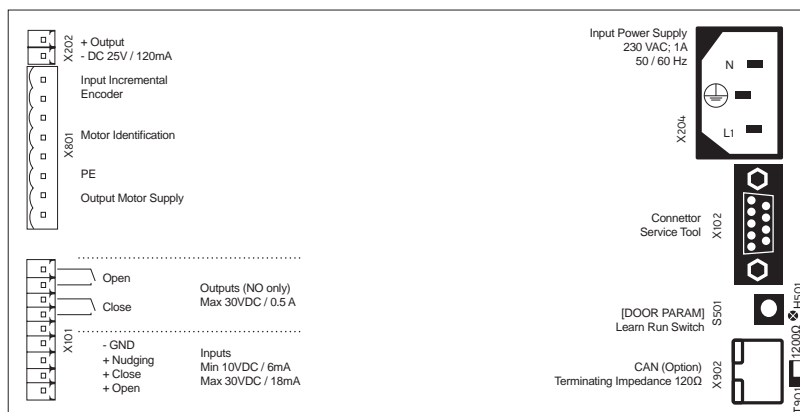 X202
+ Output
- DC 25V / 120mA
X801
Input Incremental
Encoder
Motor Identification
PE
Output Motor Supply
X101
Open
Close
Outputs (NO only)
Max 30VDC / 0.5 A
- GND
+ Nudging
+ Close
+ Open
Inputs
Min 10VDC / 6mA
Max 30VDC / 18mA
Input Power Supply
230 VAC; 1A
50 / 60 Hz
X204
N
L1
Connettor
Service Tool
X102
[DOOR PARAM]
Learn Run Switch
S501
H501
CAN (Option)
Terminating Impedance 120Ω
X902
1200Ω
T901